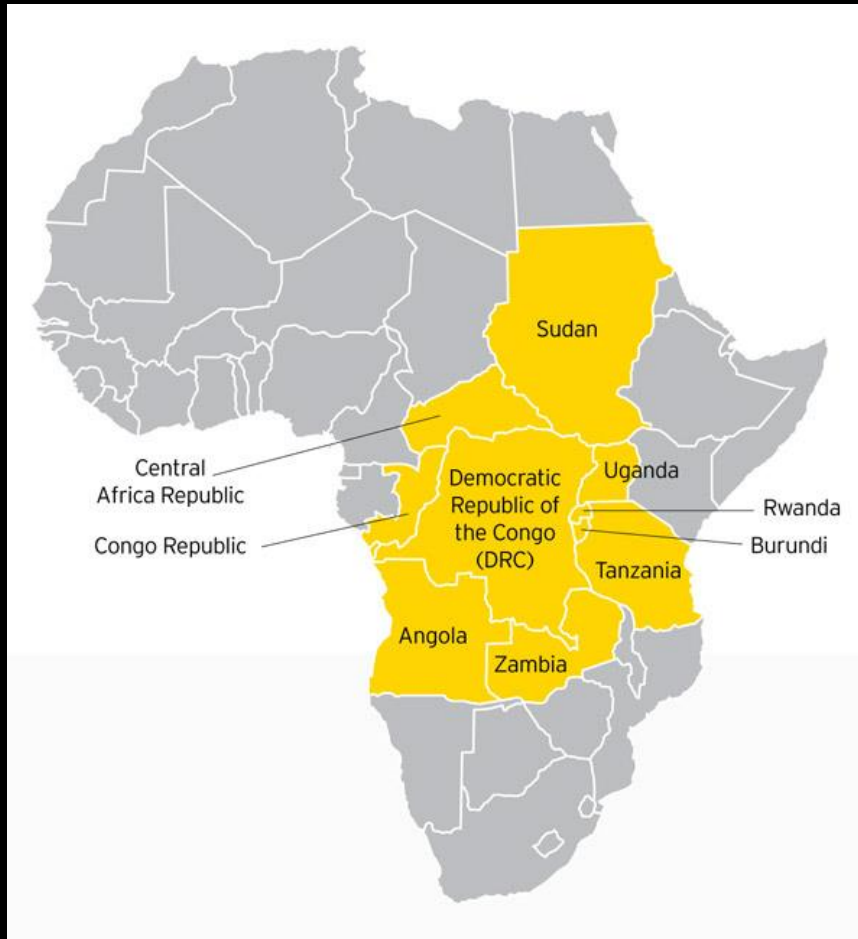 Sudan
Central
Africa Republic
Congo Republic
Democratic
Republic of
the Congo
(DRC)
Uganda
Rwanda
Burundi
Tanzania
Angola
Zambia